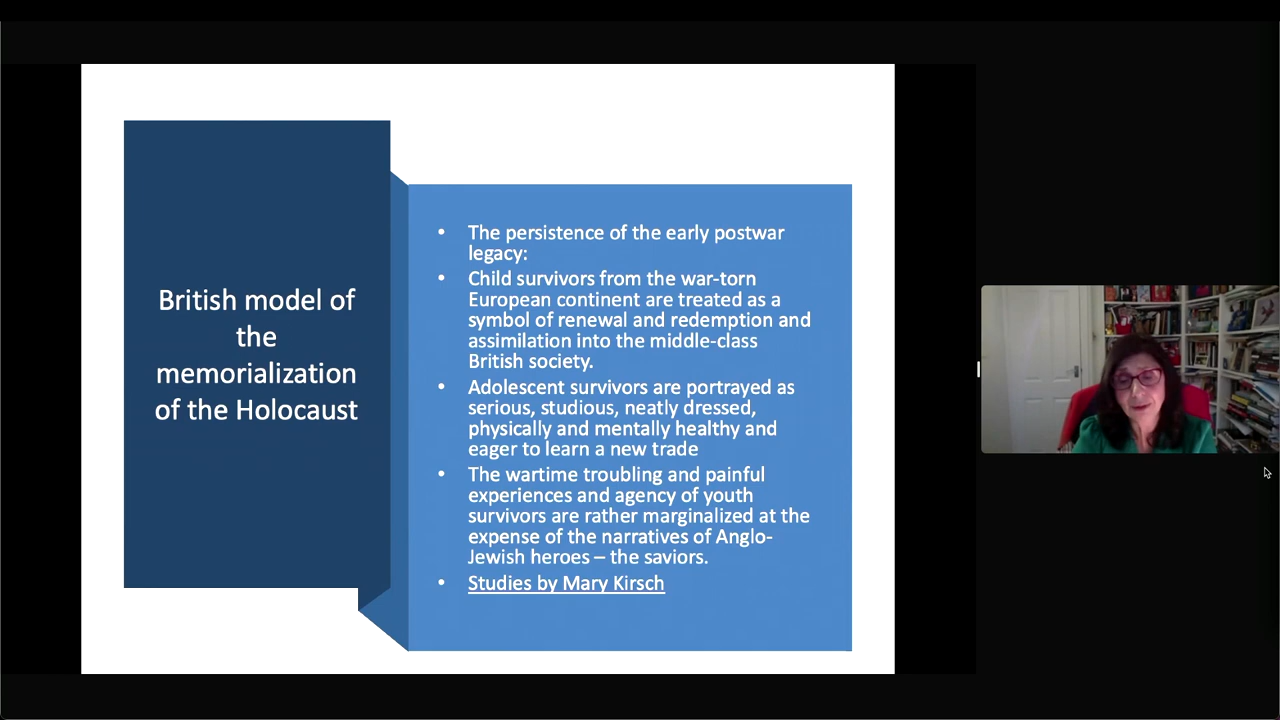 British model of
the
memorialization
of the Holocaust
• The persistence of the early postwar
legacy:
• Child survivors from the war-torn
European continent are treated as a
symbol of renewal and redemption and
assimilation into the middle-class
British society.
• Adolescent survivors are portrayed as
serious, studious, neatly dressed,
physically and mentally healthy and
eager to learn a new trade
• The wartime troubling and painful
experiences and agency of youth
survivors are rather marginalized at the
expense of the narratives of Anglo-
Jewish heroes – the saviors.
• Studies by Mary Kirsch